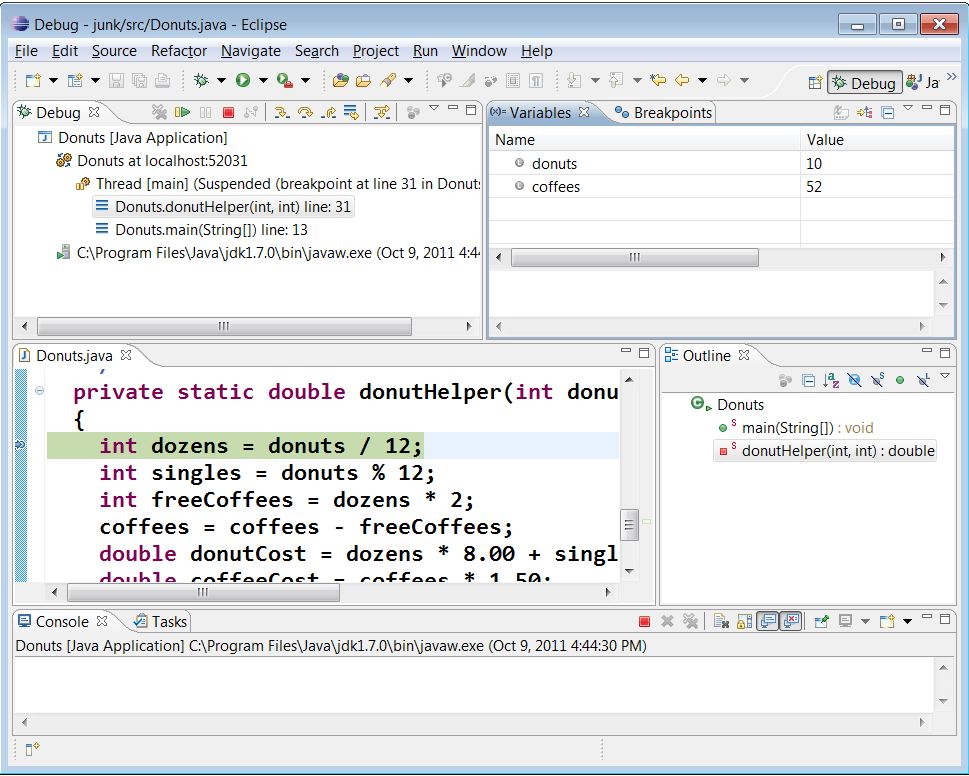 Debug - junk/src/Donuts.java - Eclipse
File Edit Source Refactor Navigate Search Project Run Window Help
Debug Ja
Debug
Donuts [Java Application]
Donuts at localhost:52031
Thread [main] (Suspended (breakpoint at line 31 in Donuts
Donuts.donutHelper(int, int) line: 31
Donuts.main(String[]) line: 13
C:\Program Files\Java\jdk1.7.0\bin\javaw.exe (Oct 9, 2011 4:44
(x)= Variables Breakpoints
Name Value
donuts 10
coffees 52
Donuts.java
private static double donutHelper(int donu
{
int dozens = donuts / 12;
int singles = donuts % 12;
int freeCoffees = dozens * 2;
coffees = coffees - freeCoffees;
double donutCost = dozens * 8.00 + singl
double coffeeCost = coffees * 1.50;
Outline
Donuts
main(String[]) : void
donutHelper(int, int) : double
Console Tasks
Donuts [Java Application] C:\Program Files\Java\jdk1.7.0\bin\javaw.exe (Oct 9, 2011 4:44:30 PM)